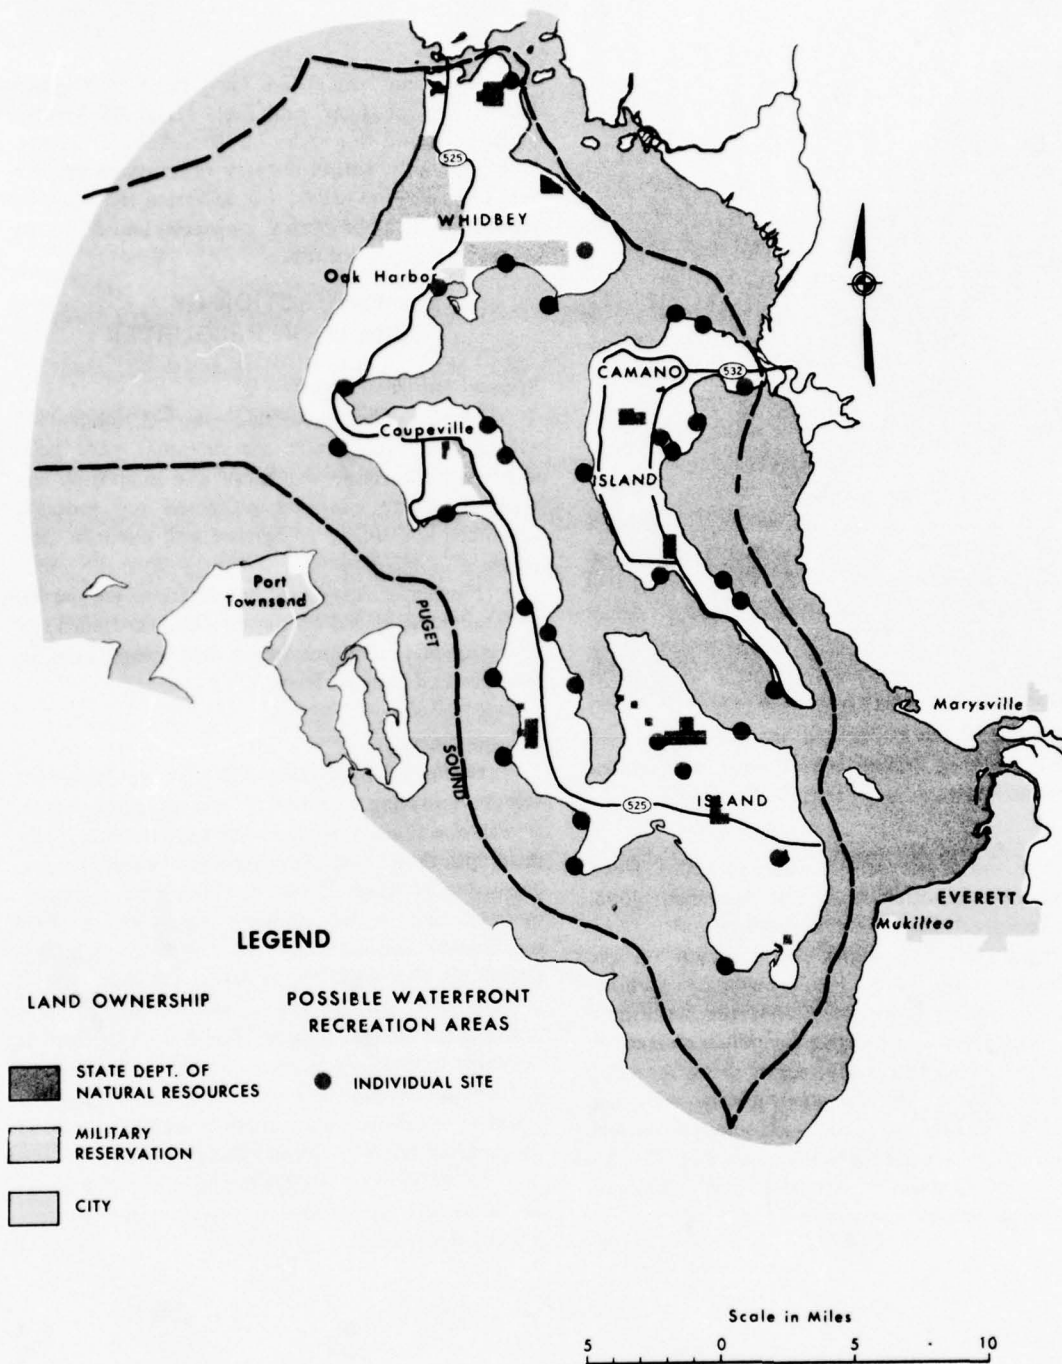 525
WHIDBEY
Oak Harbor
CAMANO
532
Coupeville
ISLAND
Port
Townsend
PUGET
SOUND
Marysville
ISLAND
525
EVERETT
Mukilteo
LEGEND
LAND OWNERSHIP
STATE DEPT. OF
NATURAL RESOURCES
MILITARY
RESERVATION
CITY
POSSIBLE WATERFRONT
RECREATION AREAS
INDIVIDUAL SITE
Scale in Miles
5 0 5 10